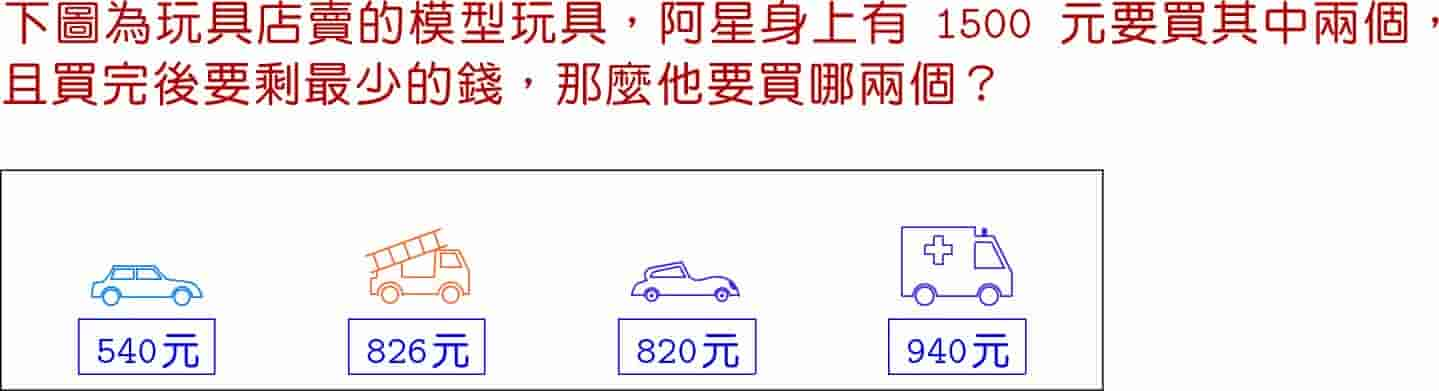 下圖為玩具店賣的模型玩具，阿星身上有 1500 元要買其中兩個，
且買完後要剩最少的錢，那麼他要買哪兩個？
540元 826元 820元 940元